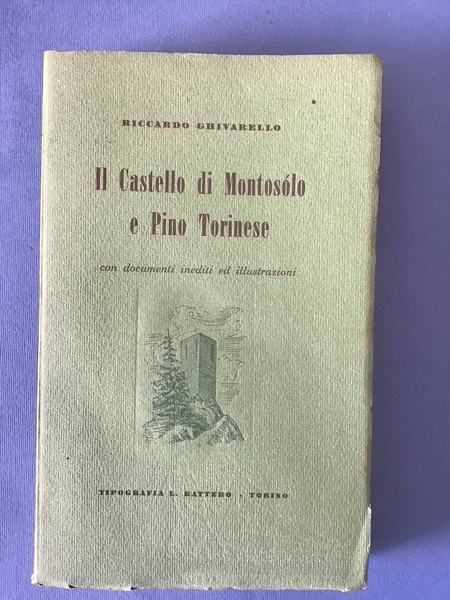 RICCARDO GHIVARELLO
Il Castello di Montosólo
e Pino Torinese
con documenti inediti ed illustrazioni
TIPOGRAFIA L. RATTERO - TORINO